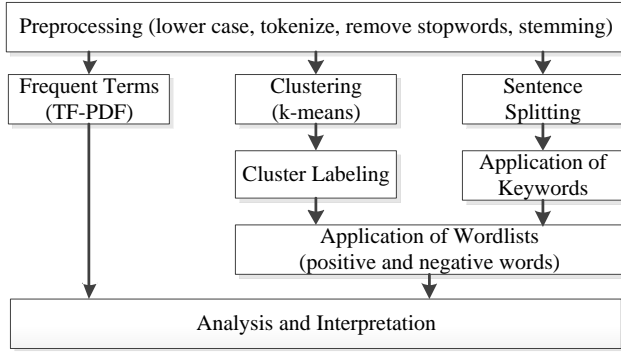 Preprocessing (lower case, tokenize, remove stopwords, stemming)
Frequent Terms
(TF-PDF)
Clustering
(k-means)
Sentence
Splitting
Cluster Labeling
Application of
Keywords
Application of Wordlists
(positive and negative words)
Analysis and Interpretation